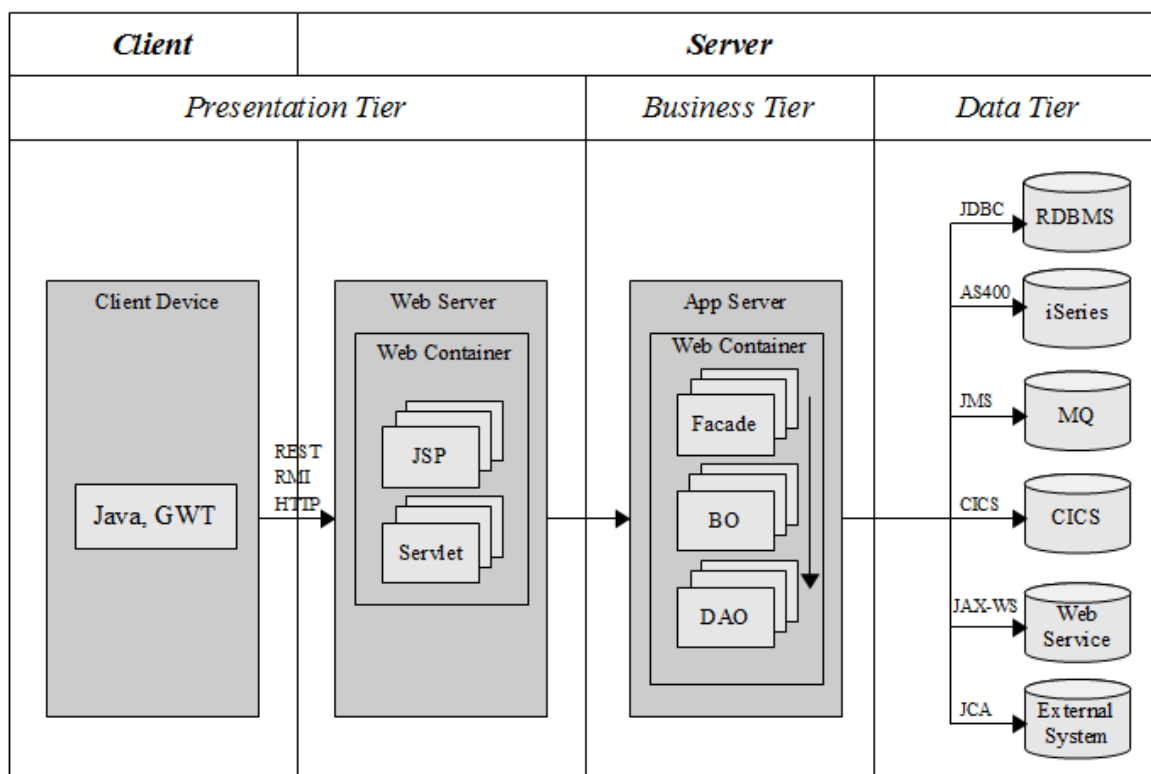 Client
Server
Presentation Tier
Business Tier
Data Tier
Client Device
Java, GWT
REST
RMI
HTTP
Web Server
Web Container
JSP
Servlet
App Server
Web Container
Facade
BO
DAO
JDBC
RDBMS
AS400
iSeries
JMS
MQ
CICS
CICS
JAX-WS
Web
Service
JCA
External
System